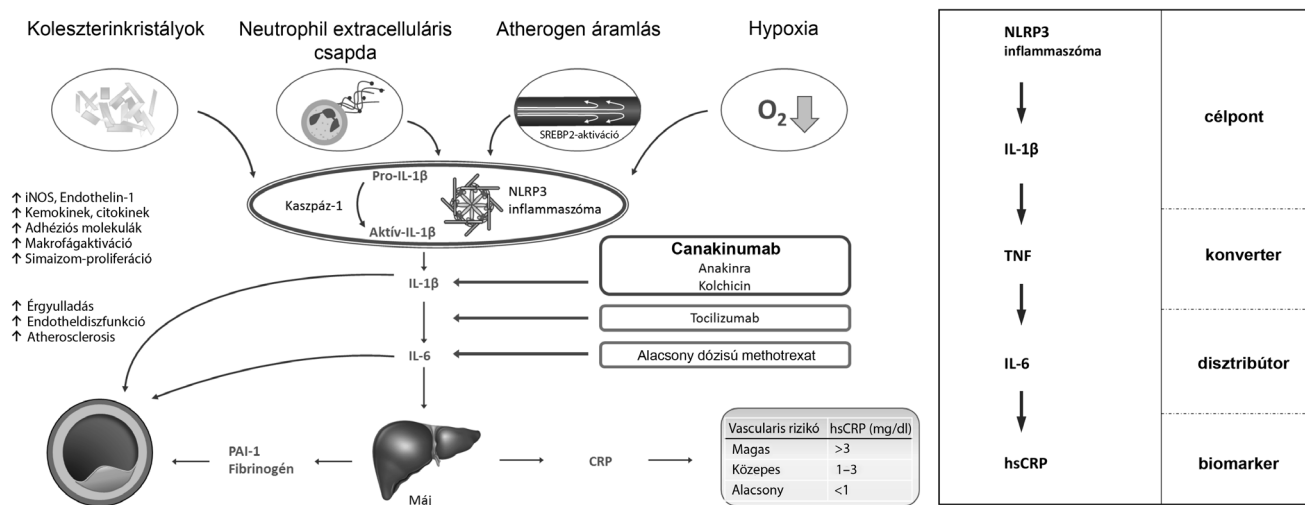 Koleszterinkristályok
Neutrophil extracelluláris
csapda
Atherogen áramlás
Hypoxia
SREBP2-aktiváció
O2
Pro-IL-1β
Kaszpáz-1
Aktív-IL-1β
NLRP3
inflammaszóma
↑ iNOS, Endothelin-1
↑ Kemokinek, citokinek
↑ Adhéziós molekulák
↑ Makrofágaktiváció
↑ Simaizom-proliferáció
↑ Érgyulladás
↑ Endotheldiszfunkció
↑ Atherosclerosis
IL-1β
Canakinumab
Anakinra
Kolchicin
Tocilizumab
IL-6
Alacsony dózisú methotrexat
PAI-1
Fibrinogén
Máj
CRP
Vascularis rizikó hsCRP (mg/dl)
Magas >3
Közepes 1–3
Alacsony <1
NLRP3
inflammaszóma
célpont
IL-1β
TNF
konverter
IL-6
disztribútor
hsCRP
biomarker